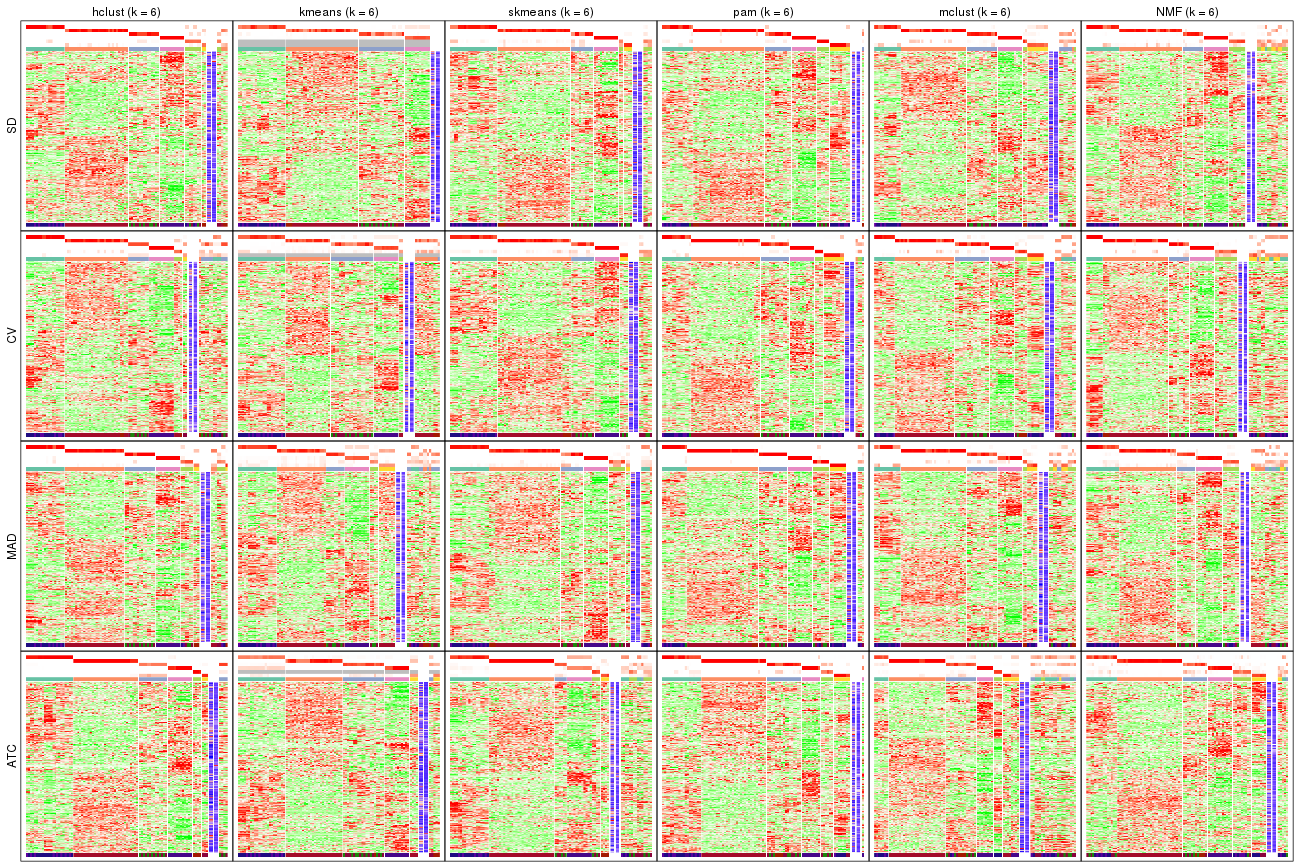 hclust (k = 6) kmeans (k = 6) skmeans (k = 6) pam (k = 6) mclust (k = 6) NMF (k = 6)
SD
CV
MAD
ATC